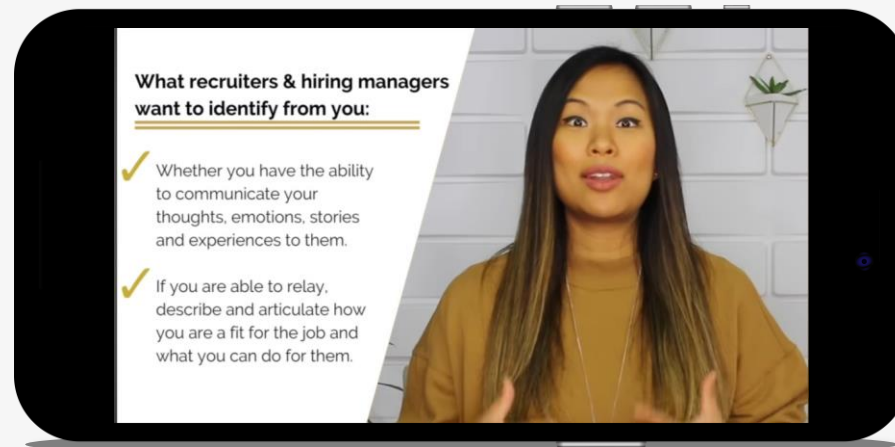 What recruiters & hiring managers
want to identify from you:
Whether you have the ability
to communicate your
thoughts, emotions, stories
and experiences to them.
If you are able to relay,
describe and articulate how
you are a fit for the job and
what you can do for them.